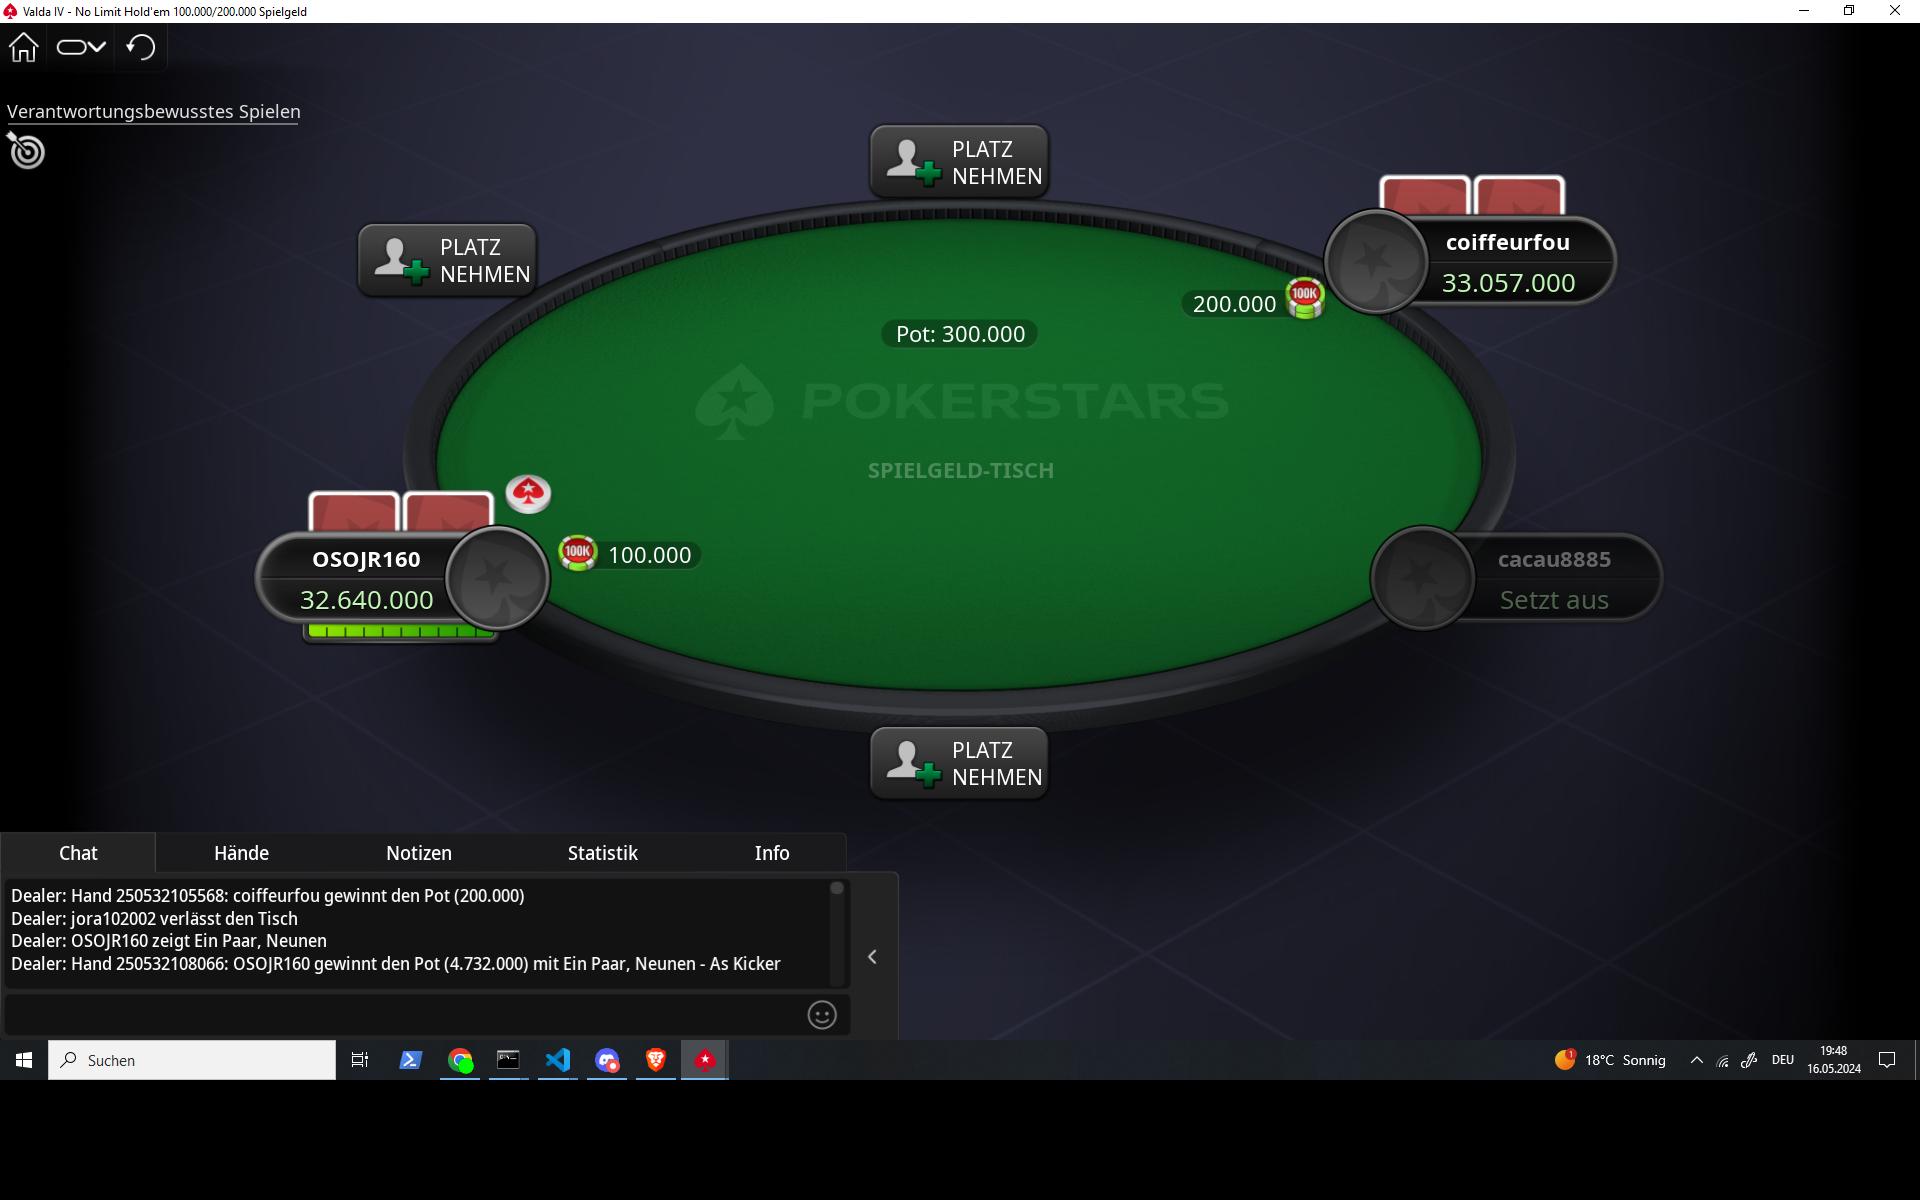 Valda IV - No Limit Hold'em 100.000/200.000 Spielgeld
Verantwortungsbewusstes Spielen
PLATZ
NEHMEN
PLATZ
NEHMEN
coiffeurfou
33.057.000
100K
200.000
Pot: 300.000
POKERSTARS
SPIELGELD-TISCH
OSOJR160
32.640.000
100K
100.000
cacau8885
Setzt aus
PLATZ
NEHMEN
Chat Hände Notizen Statistik Info
Dealer: Hand 250532105568: coiffeurfou gewinnt den Pot (200.000)
Dealer: jora102002 verlässt den Tisch
Dealer: OSOJR160 zeigt Ein Paar, Neunen
Dealer: Hand 250532108066: OSOJR160 gewinnt den Pot (4.732.000) mit Ein Paar, Neunen - As Kicker
Suchen
1
18°C Sonnig
DEU
19:48
16.05.2024